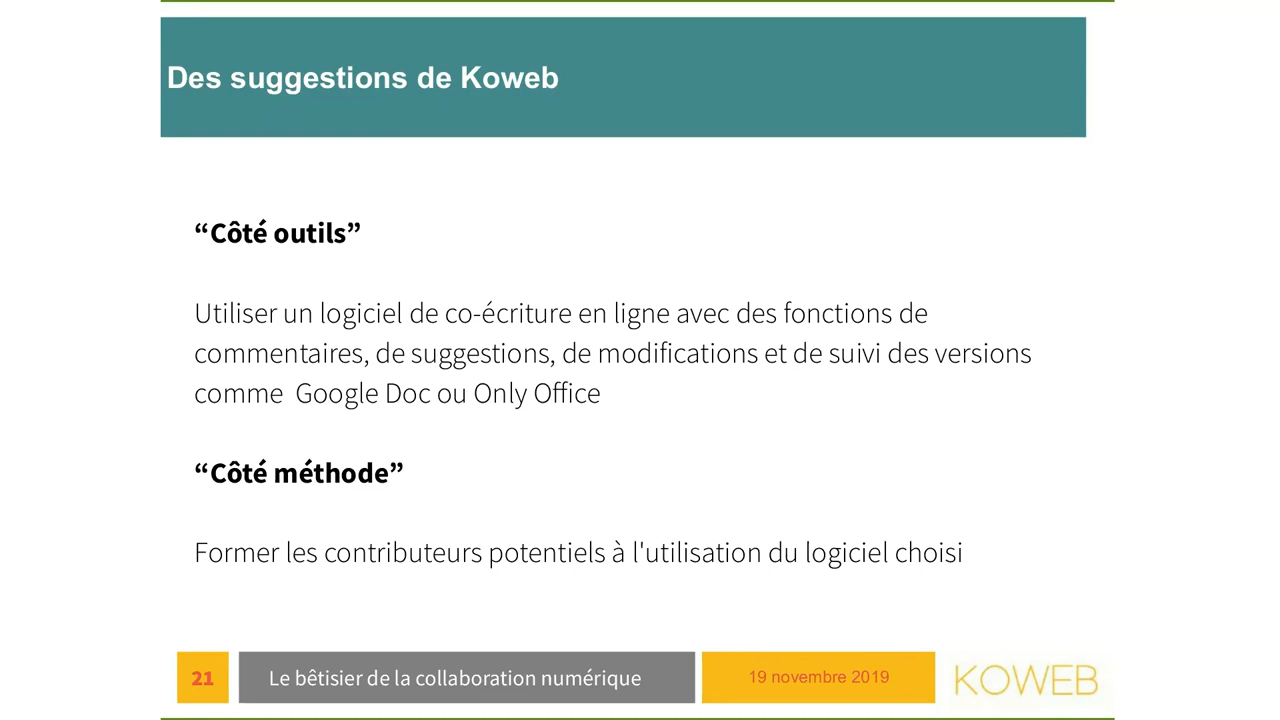 Des suggestions de Koweb
“Côté outils”
Utiliser un logiciel de co-écriture en ligne avec des fonctions de
commentaires, de suggestions, de modifications et de suivi des versions
comme  Google Doc ou Only Office
“Côté méthode”
Former les contributeurs potentiels à l'utilisation du logiciel choisi
21
Le bêtisier de la collaboration numérique
19 novembre 2019
KOWEB